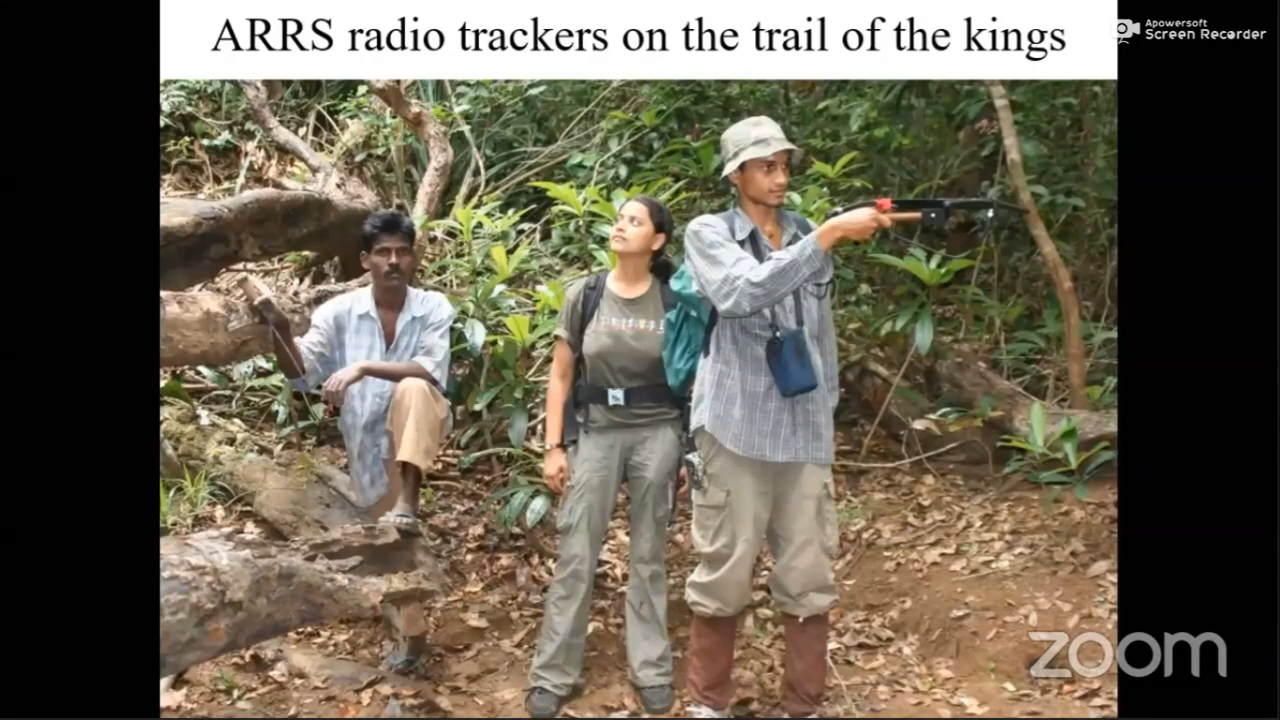 ARRS radio trackers on the trail of the kings
Apowersoft
Screen Recorder
zoom